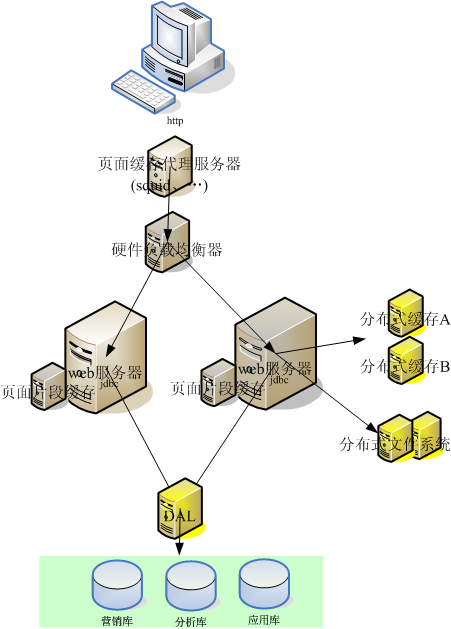 http
页面缓存代理服务器
(squid、…)
硬件负载均衡器
分布式缓存A
web服务器
web服务器
分布式缓存B
jdbc
jdbc
页面片段缓存
页面片段缓存
分布式文件系统
DAL
营销库
分析库
应用库